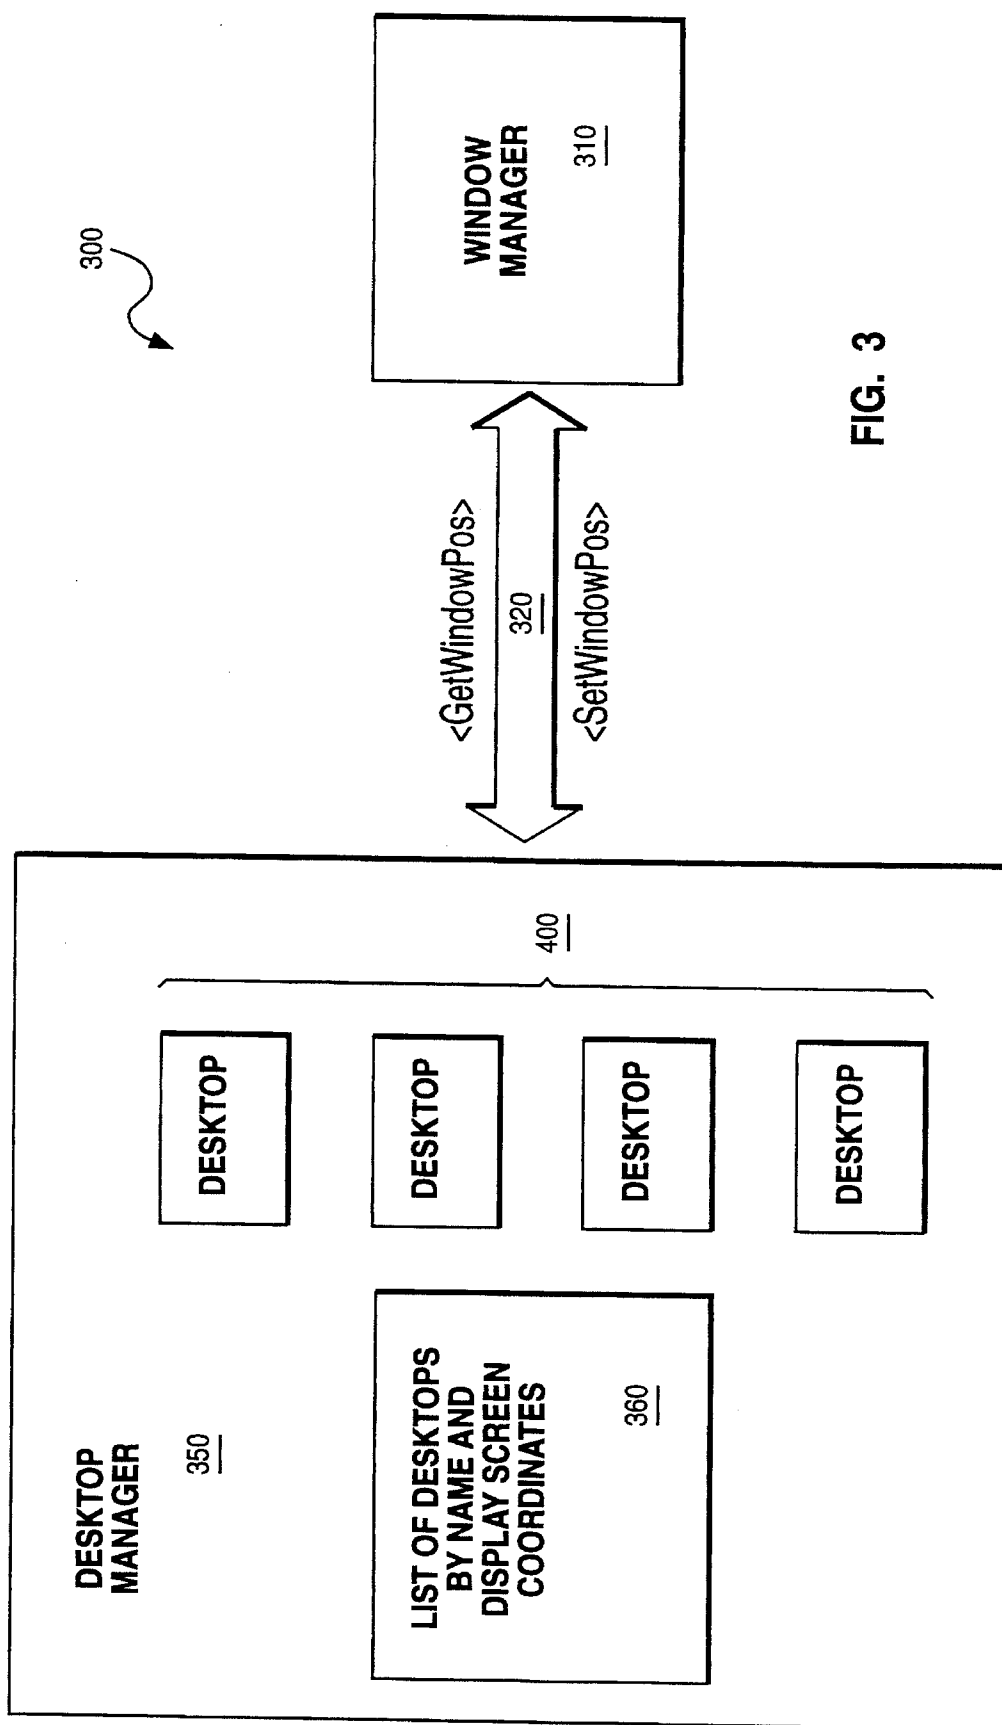 300
DESKTOP
MANAGER
350
LIST OF DESKTOPS
BY NAME AND
DISPLAY SCREEN
COORDINATES
360
DESKTOP
DESKTOP
DESKTOP
DESKTOP
400
<GetWindowPos>
320
<SetWindowPos>
WINDOW
MANAGER
310
FIG. 3